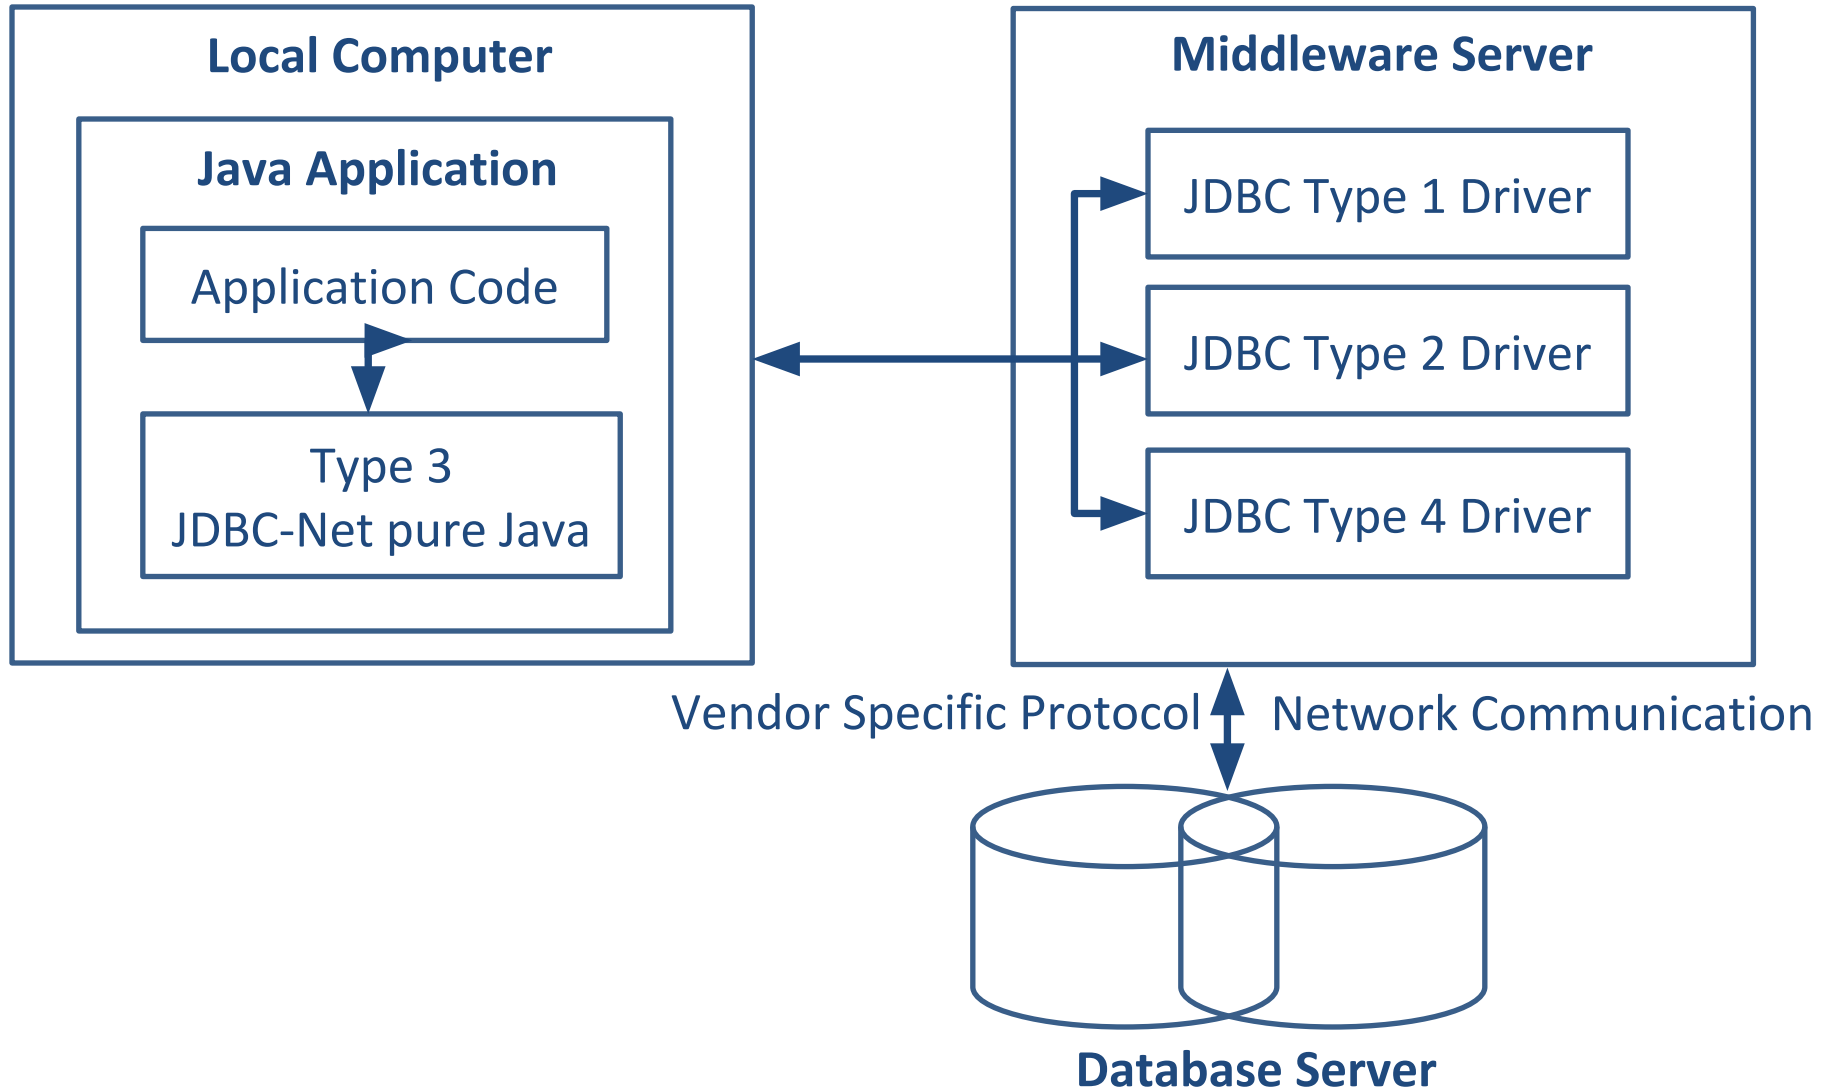 Local Computer
Java Application
Application Code
Type 3
JDBC-Net pure Java
Middleware Server
JDBC Type 1 Driver
JDBC Type 2 Driver
JDBC Type 4 Driver
Vendor Specific Protocol
Network Communication
Database Server